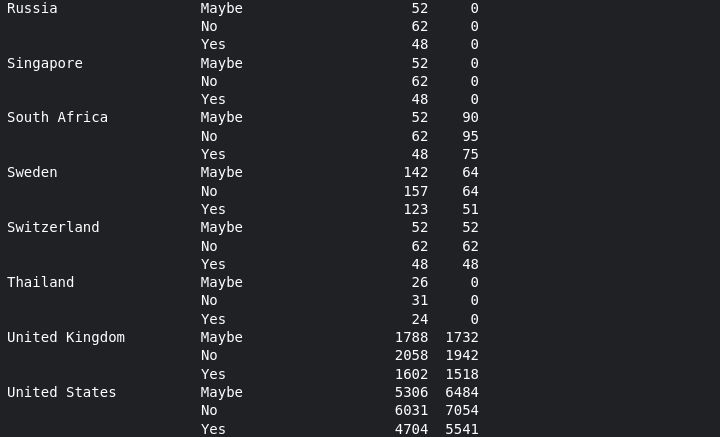 Russia Maybe 52 0
No 62 0
Yes 48 0
Singapore Maybe 52 0
No 62 0
Yes 48 0
South Africa Maybe 52 90
No 62 95
Yes 48 75
Sweden Maybe 142 64
No 157 64
Yes 123 51
Switzerland Maybe 52 52
No 62 62
Yes 48 48
Thailand Maybe 26 0
No 31 0
Yes 24 0
United Kingdom Maybe 1788 1732
No 2058 1942
Yes 1602 1518
United States Maybe 5306 6484
No 6031 7054
Yes 4704 5541